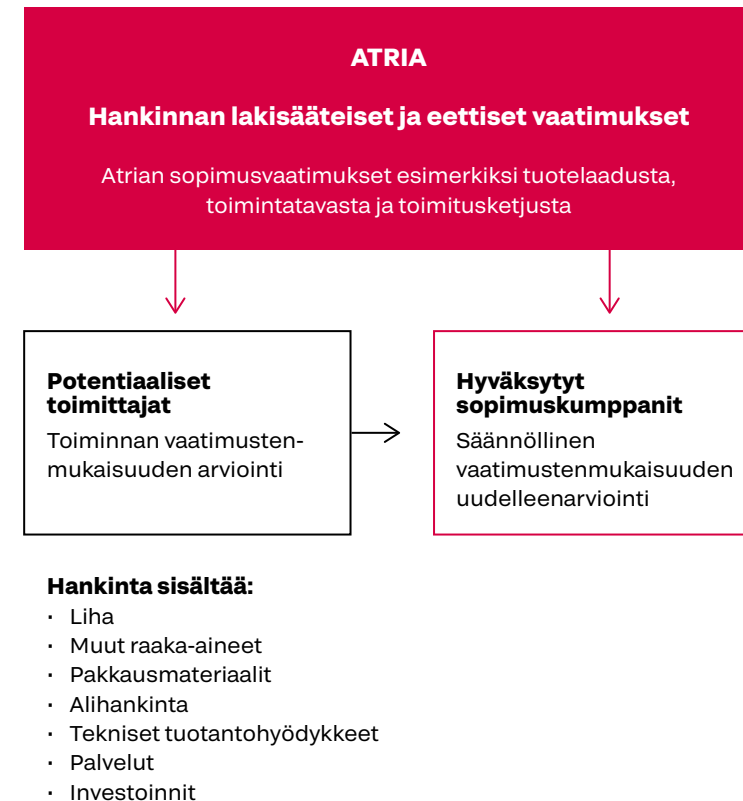 ATRIA
Hankinnan lakisääteiset ja eettiset vaatimukset
Atrian sopimusvaatimukset esimerkiksi tuotelaadusta,
toimintatavasta ja toimitusketjusta
Potentiaaliset
toimittajat
Toiminnan vaatimusten-
mukaisuuden arviointi
Hyväksytyt
sopimuskumppanit
Säännöllinen
vaatimustenmukaisuuden
uudelleenarviointi
Hankinta sisältää:
· Liha
· Muut raaka-aineet
· Pakkausmateriaalit
· Alihankinta
· Tekniset tuotantohyödykkeet
· Palvelut
· Investoinnit